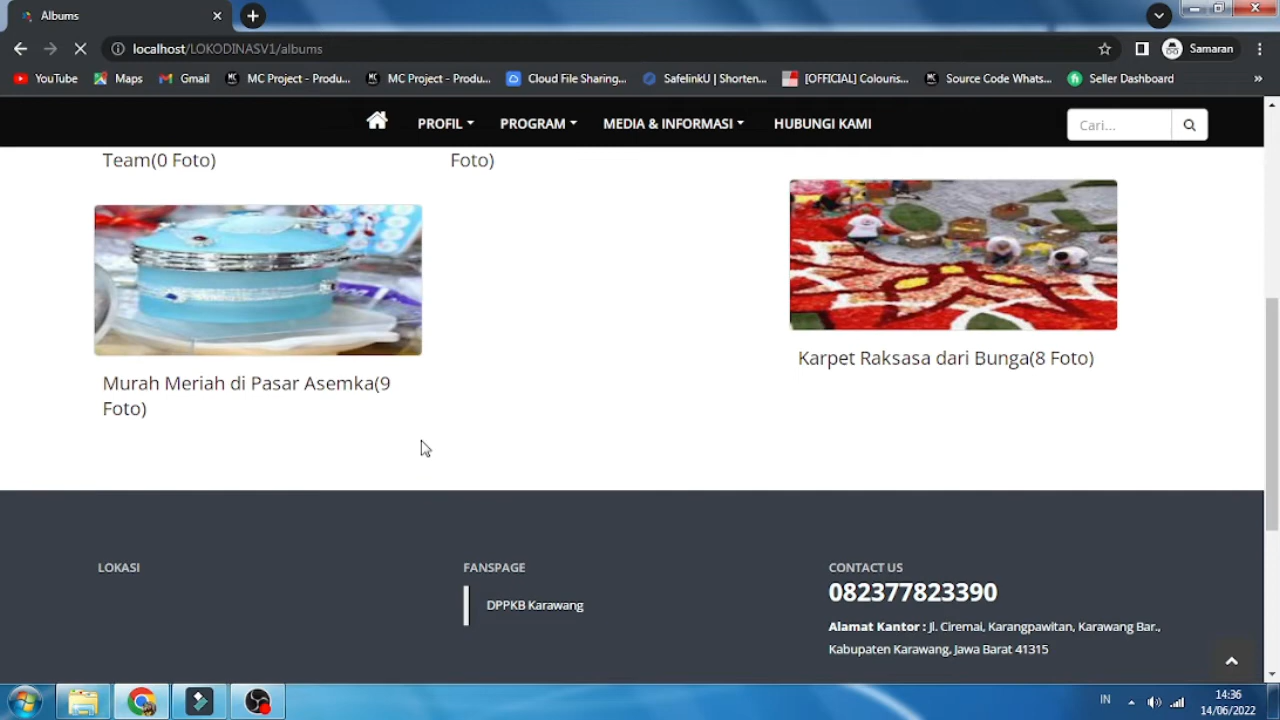 Albums
localhost/LOKODINASV1/albums
Samaran
YouTube
Maps
Gmail
MC Project - Produ...
MC Project - Produ...
Cloud File Sharing...
SafelinkU | Shorten...
[OFFICIAL] Colouris...
Source Code Whats...
Seller Dashboard
»
PROFIL
PROGRAM
MEDIA & INFORMASI
HUBUNGI KAMI
Cari...
Team(0 Foto)
Foto)
Murah Meriah di Pasar Asemka(9
Foto)
Karpet Raksasa dari Bunga(8 Foto)
LOKASI
FANSPAGE
DPPKB Karawang
CONTACT US
082377823390
Alamat Kantor : Jl. Ciremai, Karangpawitan, Karawang Bar.,
Kabupaten Karawang, Jawa Barat 41315
IN
14:36
14/06/2022